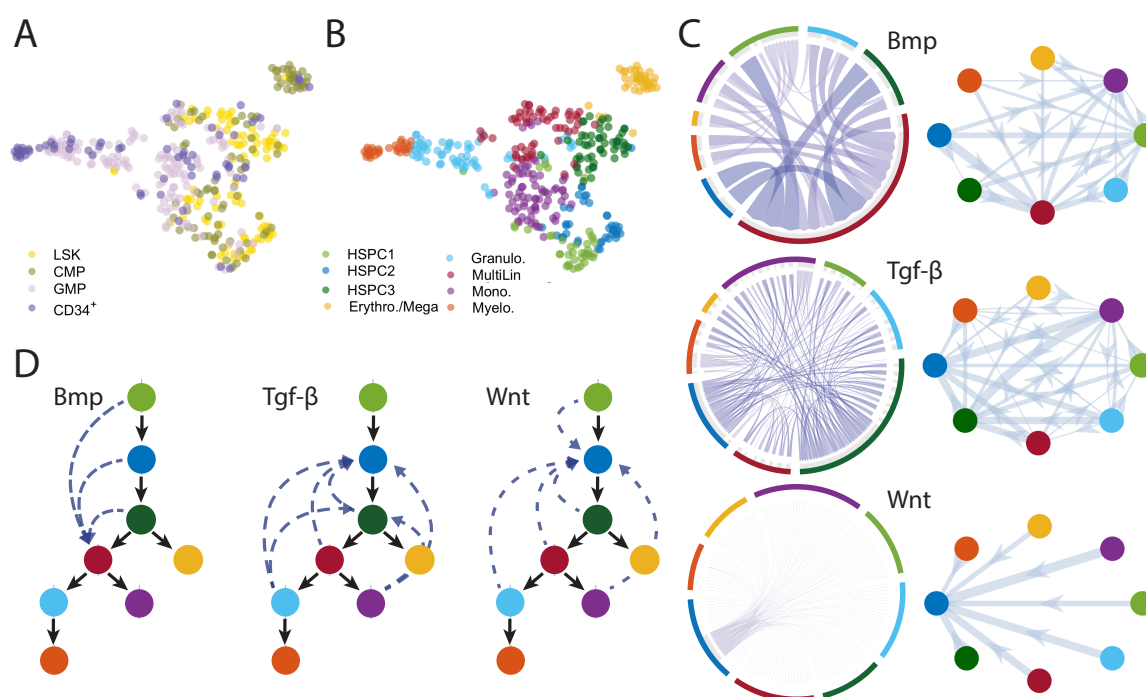 A
B
C
Bmp
LSK
CMP
GMP
CD34+
HSPC1
HSPC2
HSPC3
Erythro./Mega
Granulo.
MultiLin
Mono.
Myelo.
Tgf-β
D
Bmp
Tgf-β
Wnt
Wnt